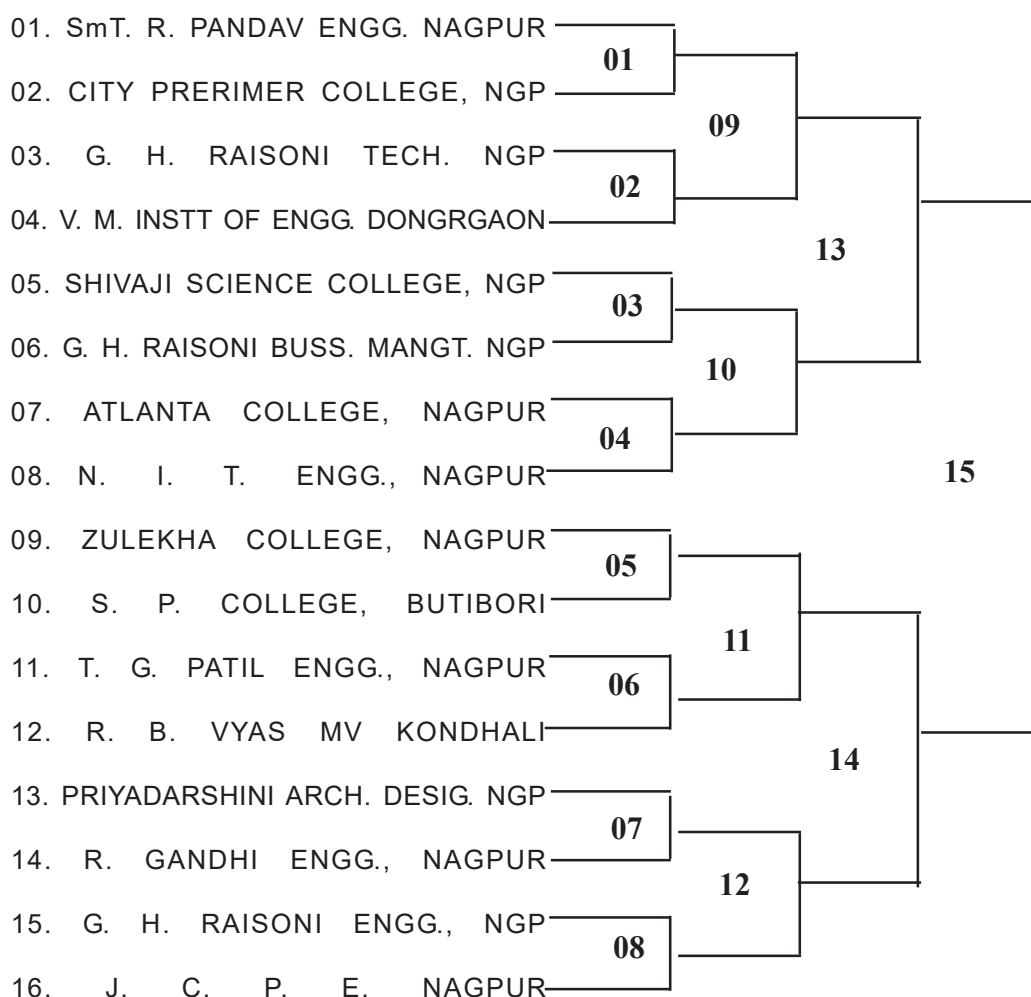 01. SmT. R. PANDAV ENGG. NAGPUR
01
02. CITY PRERIMER COLLEGE, NGP
09
03. G. H. RAISONI TECH. NGP
02
04. V. M. INSTT OF ENGG. DONGRGAON
13
05. SHIVAJI SCIENCE COLLEGE, NGP
03
06. G. H. RAISONI BUSS. MANGT. NGP
10
07. ATLANTA COLLEGE, NAGPUR
04
08. N. I. T. ENGG., NAGPUR
15
09. ZULEKHA COLLEGE, NAGPUR
05
10. S. P. COLLEGE, BUTIBORI
11
11. T. G. PATIL ENGG., NAGPUR
06
12. R. B. VYAS MV KONDHALI
14
13. PRIYADARSHINI ARCH. DESIG. NGP
07
14. R. GANDHI ENGG., NAGPUR
12
15. G. H. RAISONI ENGG., NGP
08
16. J. C. P. E. NAGPUR